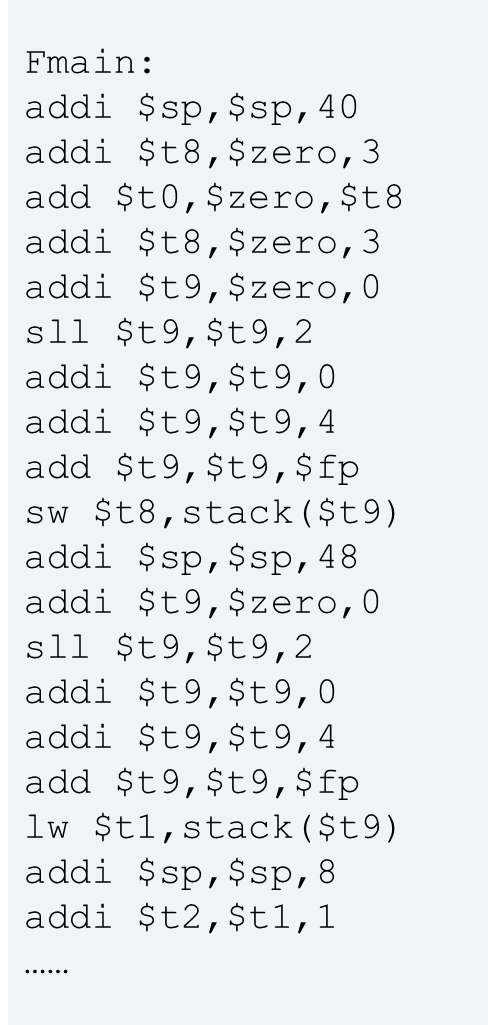 Fmain:
addi $sp,$sp,40
addi $t8,$zero,3
add $t0,$zero,$t8
addi $t8,$zero,3
addi $t9,$zero,0
sll $t9,$t9,2
addi $t9,$t9,0
addi $t9,$t9,4
add $t9,$t9,$fp
sw $t8,stack($t9)
addi $sp,$sp,48
addi $t9,$zero,0
sll $t9,$t9,2
addi $t9,$t9,0
addi $t9,$t9,4
add $t9,$t9,$fp
lw $t1,stack($t9)
addi $sp,$sp,8
addi $t2,$t1,1
……